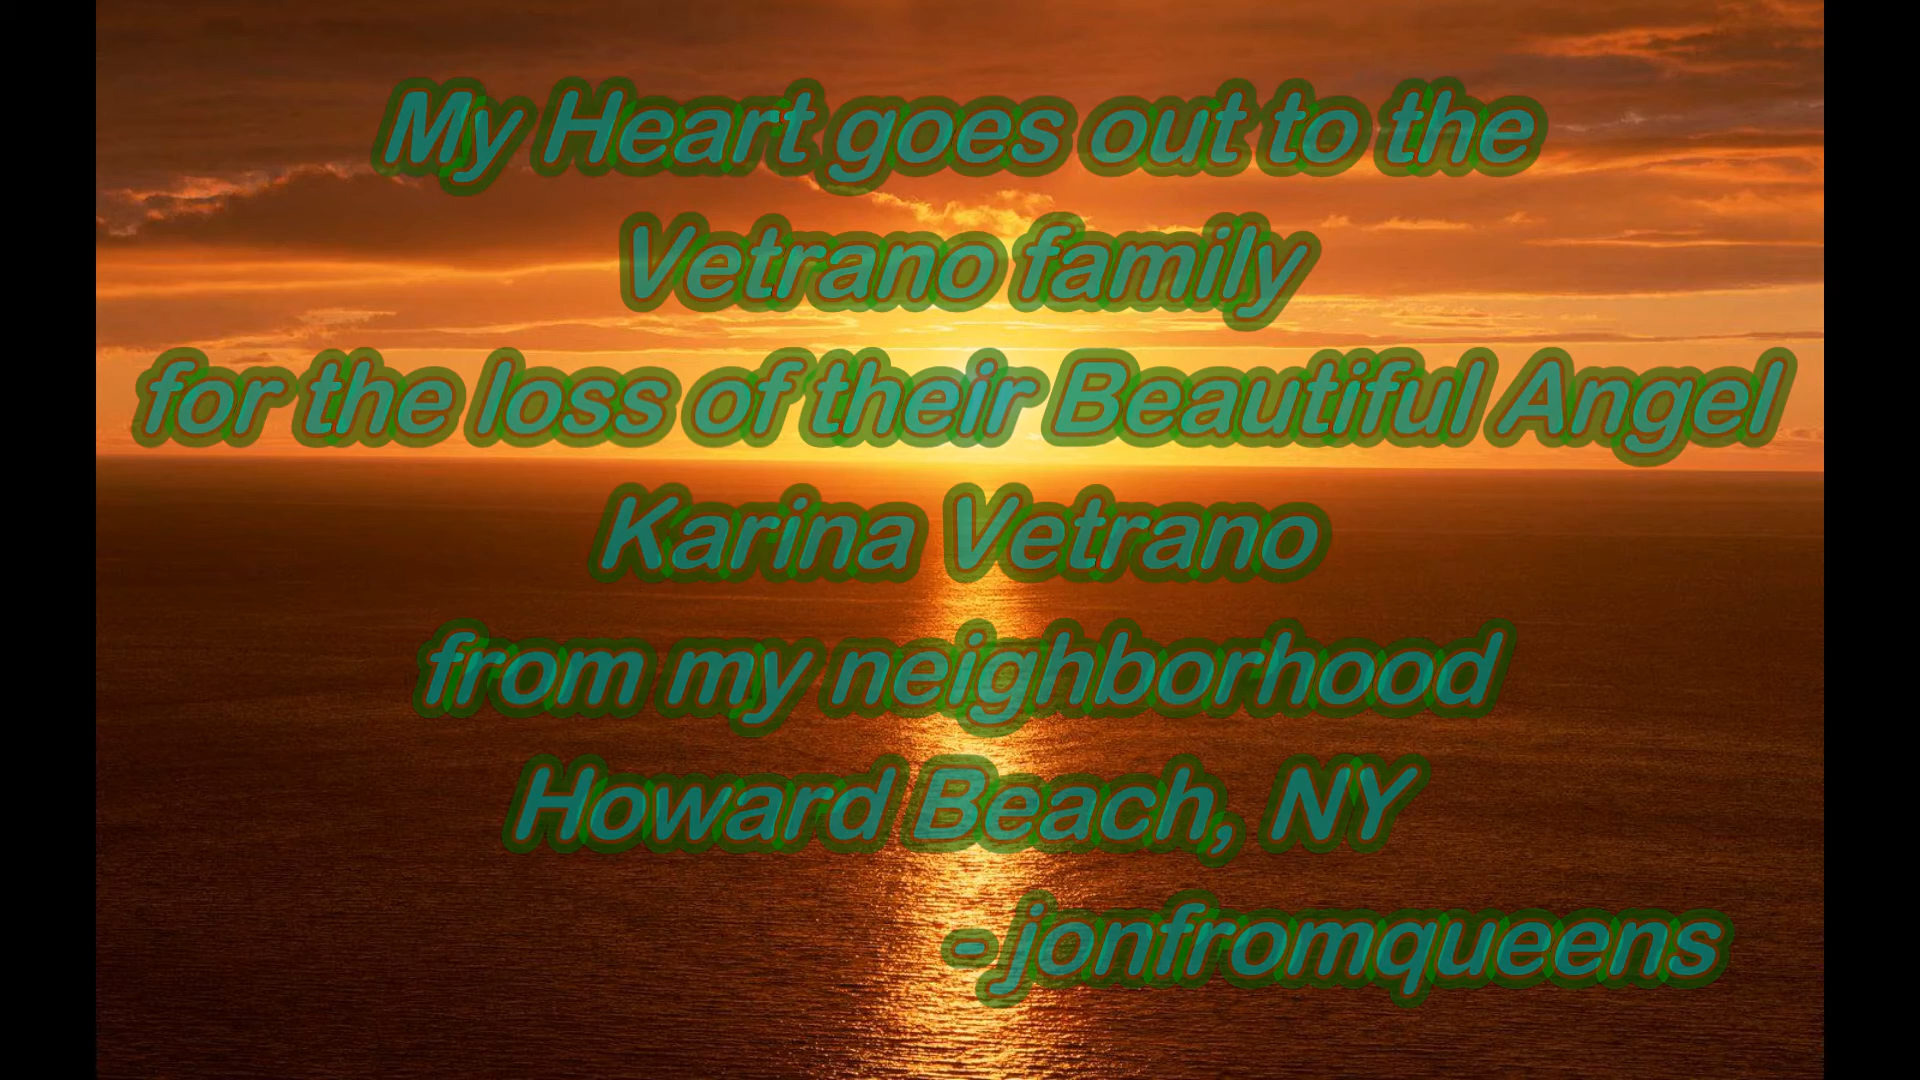 My Heart goes out to the
Vetrano family
for the loss of their Beautiful Angel
Karina Vetrano
from my neighborhood
Howard Beach, NY
- jonfromqueens